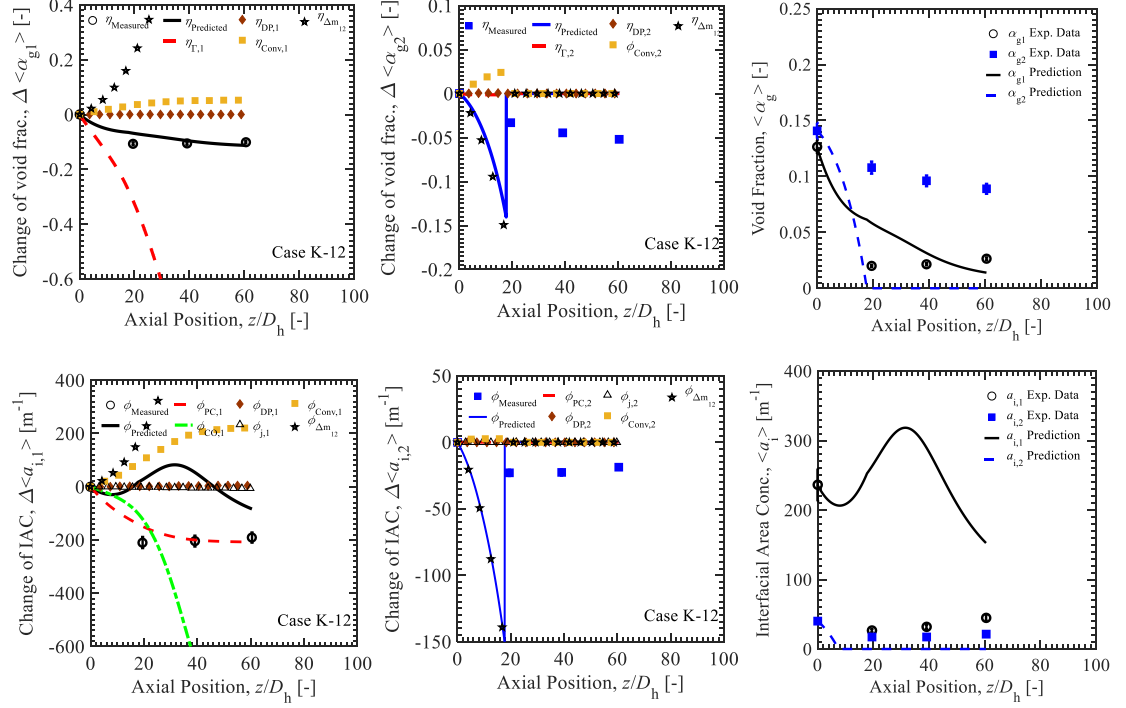 η_Measured η_Predicted η_DP,1 η_Δm₁₂
η_Γ,1 η_Conv,1
0.4
0.2
0
-0.2
-0.4
-0.6
0 20 40 60 80 100
Case K-12
Change of void frac., Δ <α_g1> [-]
Axial Position, z/D_h [-]
η_Measured η_Predicted η_DP,2 η_Δm₁₂
η_Γ,2 ϕ_Conv,2
0.1
0.05
0
-0.05
-0.1
-0.15
-0.2
0 20 40 60 80 100
Case K-12
Change of void frac., Δ <α_g2> [-]
Axial Position, z/D_h [-]
α_g1 Exp. Data
α_g2 Exp. Data
α_g1 Prediction
α_g2 Prediction
0.25
0.2
0.15
0.1
0.05
0
0 20 40 60 80 100
Void Fraction, <α_g> [-]
Axial Position, z/D_h [-]
ϕ_Measured ϕ_PC,1 ϕ_DP,1 ϕ_Conv,1
ϕ_Predicted ϕ_CO,1 ϕ_j,1 ϕ_Δm₁₂
400
200
0
-200
-400
-600
0 20 40 60 80 100
Case K-12
Change of IAC, Δ<a_i,1> [m⁻¹]
Axial Position, z/D_h [-]
ϕ_Measured ϕ_PC,2 ϕ_j,2 ϕ_Δm₁₂
ϕ_Predicted ϕ_DP,2 ϕ_Conv,2
50
0
-50
-100
-150
0 20 40 60 80 100
Case K-12
Change of IAC, Δ<a_i,2> [m⁻¹]
Axial Position, z/D_h [-]
a_i,1 Exp. Data
a_i,2 Exp. Data
a_i,1 Prediction
a_i,2 Prediction
400
300
200
100
0
0 20 40 60 80 100
Interfacial Area Conc., <a_i> [m⁻¹]
Axial Position, z/D_h [-]